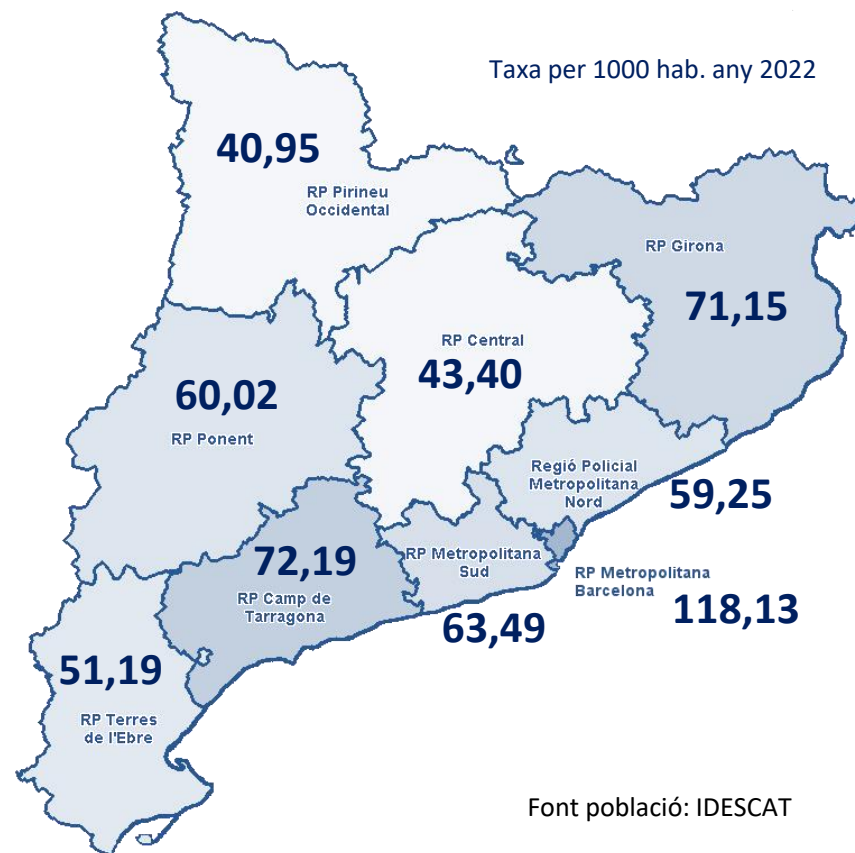 Taxa per 1000 hab. any 2022
40,95
RP Pirineu
Occidental
RP Girona
71,15
RP Central
43,40
60,02
RP Ponent
Regió Policial
Metropolitana
Nord
59,25
72,19
RP Camp de
Tarragona
RP Metropolitana
Sud
63,49
RP Metropolitana
Barcelona
118,13
51,19
RP Terres
de l'Ebre
Font població: IDESCAT